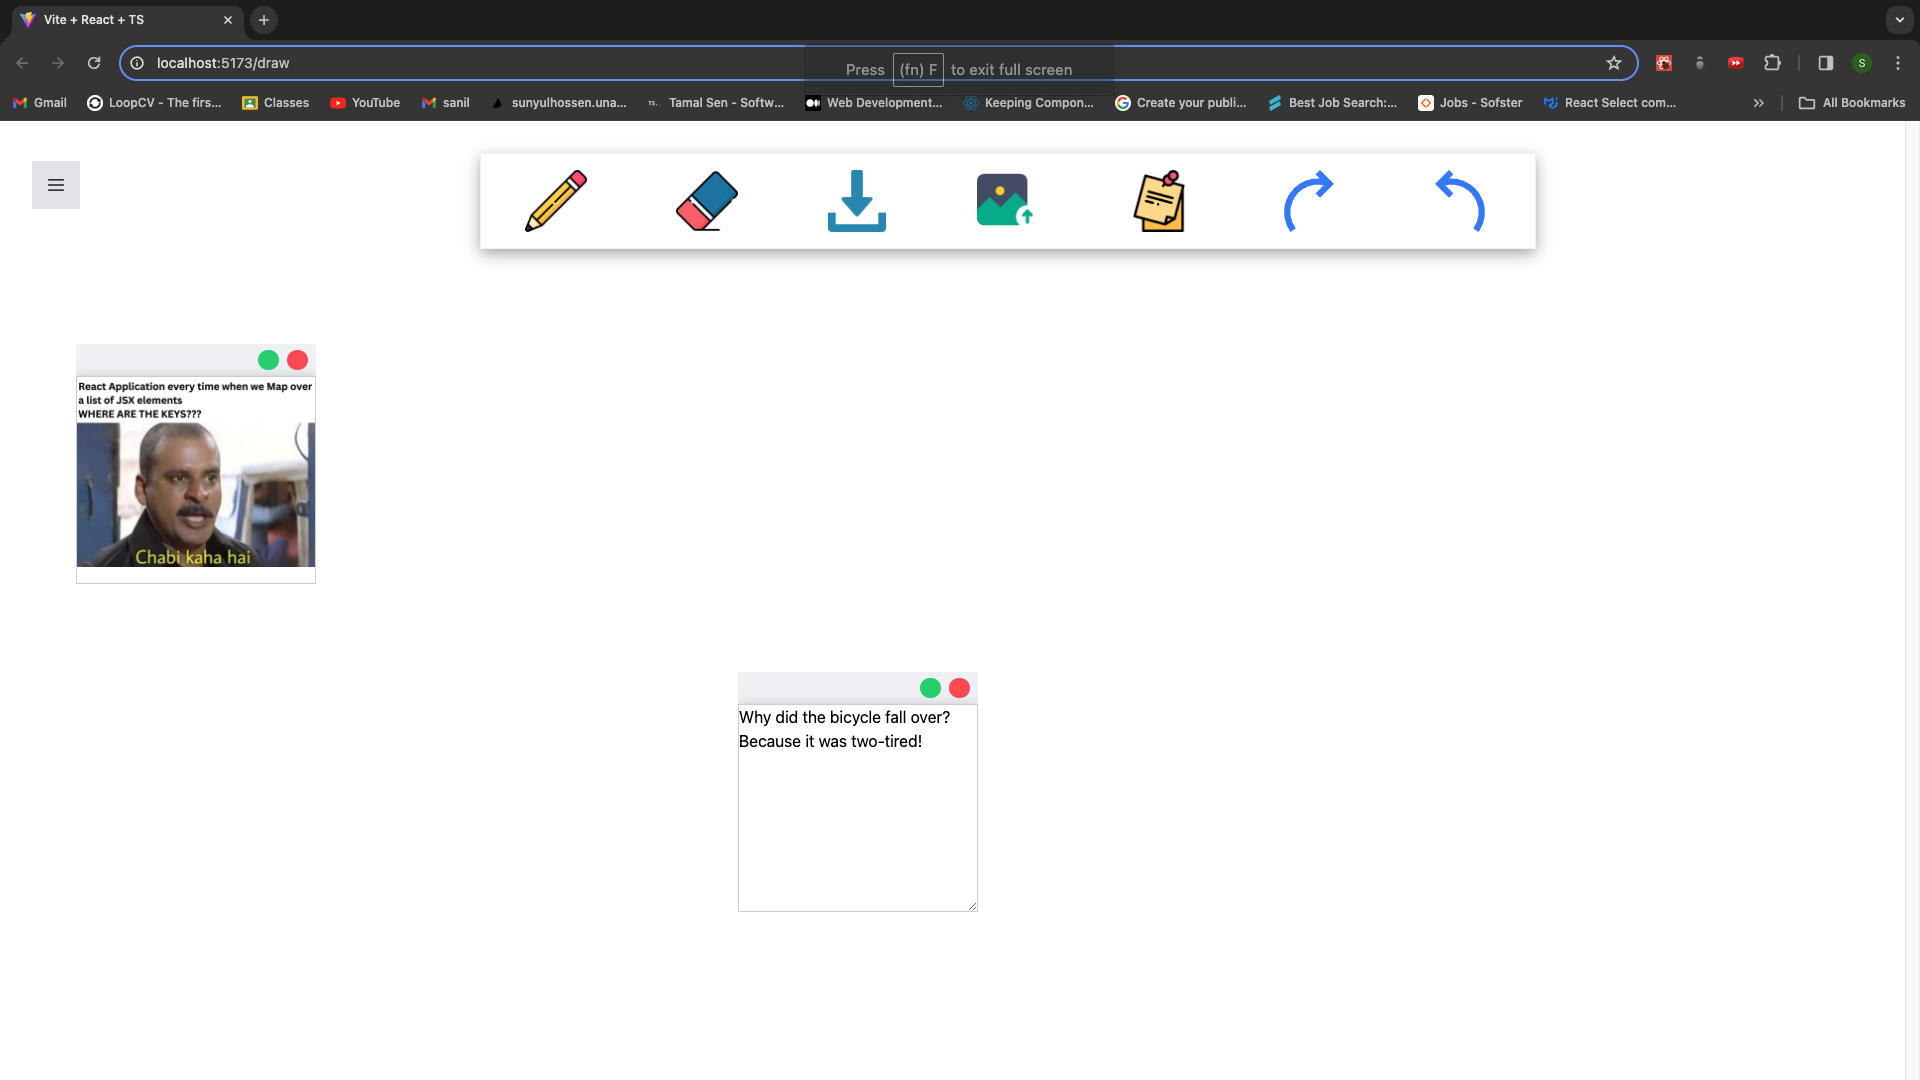 Vite + React + TS
localhost:5173/draw
Press (fn) F to exit full screen
Gmail
LoopCV - The firs...
Classes
YouTube
sanil
sunyulhossen.una...
TS.
Tamal Sen - Softw...
Web Development...
Keeping Compon...
Create your publi...
Best Job Search:...
Jobs - Sofster
React Select com...
All Bookmarks
S
React Application every time when we Map over
a list of JSX elements
WHERE ARE THE KEYS???
Chabi kaha hai
Why did the bicycle fall over?
Because it was two-tired!